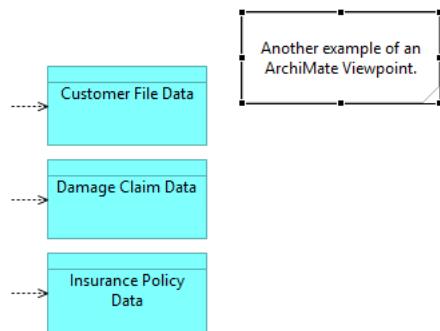 Another example of an
ArchiMate Viewpoint.
Customer File Data
Damage Claim Data
Insurance Policy
Data